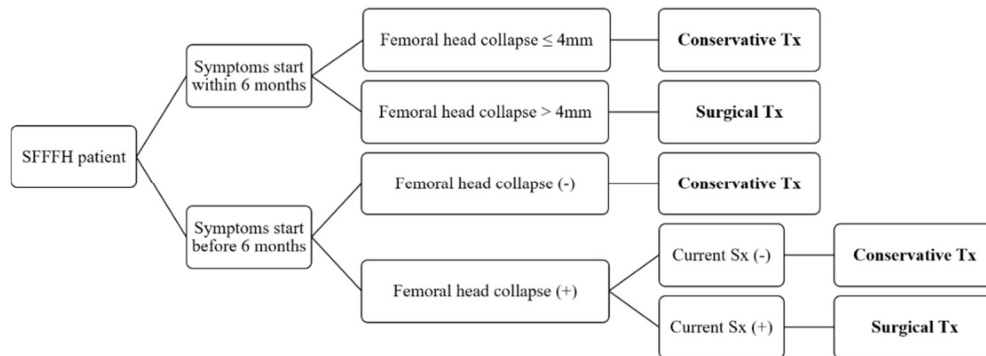 SFFFH patient
Symptoms start
within 6 months
Femoral head collapse ≤ 4mm
Conservative Tx
Femoral head collapse > 4mm
Surgical Tx
Symptoms start
before 6 months
Femoral head collapse (-)
Conservative Tx
Femoral head collapse (+)
Current Sx (-)
Conservative Tx
Current Sx (+)
Surgical Tx